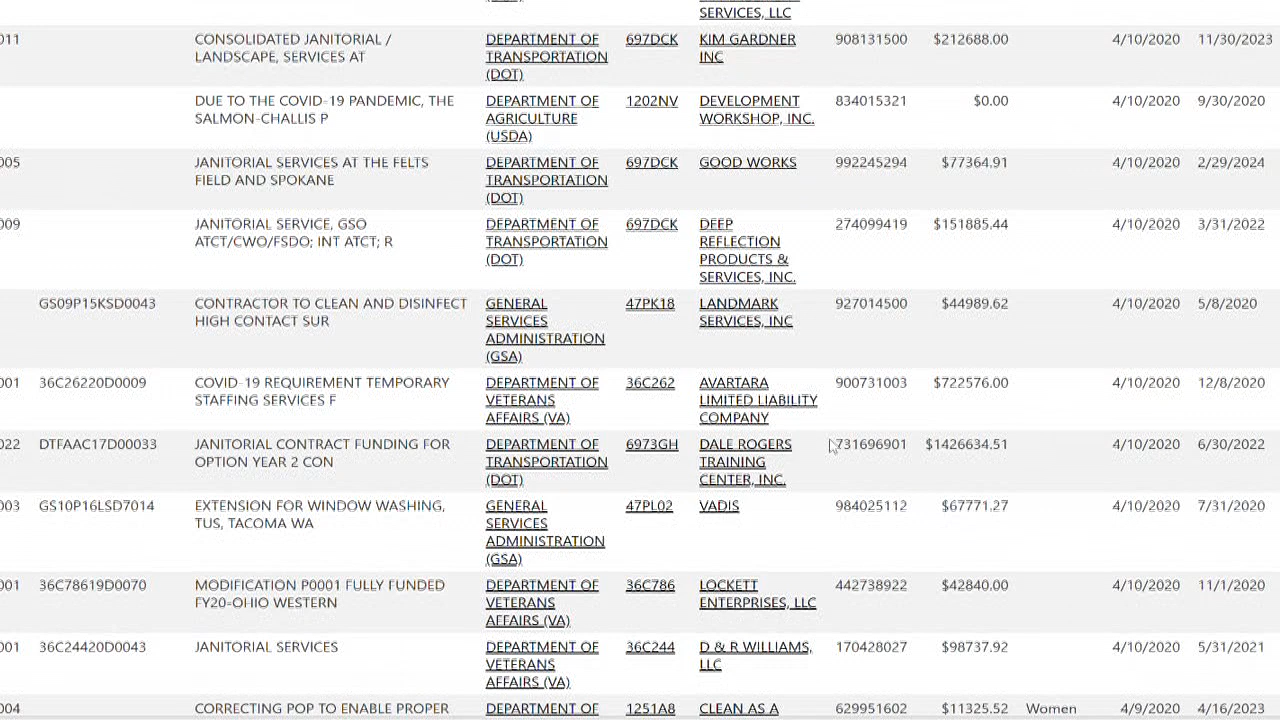 SERVICES, LLC
011 CONSOLIDATED JANITORIAL / DEPARTMENT OF 697DCK KIM GARDNER 908131500 $212688.00 4/10/2020 11/30/2023
LANDSCAPE, SERVICES AT TRANSPORTATION INC
(DOT)
DUE TO THE COVID-19 PANDEMIC, THE DEPARTMENT OF 1202NV DEVELOPMENT 834015321 $0.00 4/10/2020 9/30/2020
SALMON-CHALLIS P AGRICULTURE WORKSHOP, INC.
(USDA)
005 JANITORIAL SERVICES AT THE FELTS DEPARTMENT OF 697DCK GOOD WORKS 992245294 $77364.91 4/10/2020 2/29/2024
FIELD AND SPOKANE TRANSPORTATION
(DOT)
009 JANITORIAL SERVICE, GSO DEPARTMENT OF 697DCK DEEP 274099419 $151885.44 4/10/2020 3/31/2022
ATCT/CWO/FSDO; INT ATCT; R TRANSPORTATION REFLECTION
(DOT) PRODUCTS &
SERVICES, INC.
GS09P15KSD0043 CONTRACTOR TO CLEAN AND DISINFECT GENERAL 47PK18 LANDMARK 927014500 $44989.62 4/10/2020 5/8/2020
HIGH CONTACT SUR SERVICES SERVICES, INC
ADMINISTRATION
(GSA)
001 36C26220D0009 COVID-19 REQUIREMENT TEMPORARY DEPARTMENT OF 36C262 AVARTARA 900731003 $722576.00 4/10/2020 12/8/2020
STAFFING SERVICES F VETERANS LIMITED LIABILITY
AFFAIRS (VA) COMPANY
022 DTFAAC17D00033 JANITORIAL CONTRACT FUNDING FOR DEPARTMENT OF 6973GH DALE ROGERS 731696901 $1426634.51 4/10/2020 9/30/2022
OPTION YEAR 2 CON TRANSPORTATION TRAINING
(DOT) CENTER, INC.
003 GS10P16LSD7014 EXTENSION FOR WINDOW WASHING, GENERAL 47PL02 VADIS 984025112 $67771.27 4/10/2020 7/31/2020
TUS, TACOMA WA SERVICES
ADMINISTRATION
(GSA)
001 36C78619D0070 MODIFICATION P0001 FULLY FUNDED DEPARTMENT OF 36C786 LOCKETT 442738922 $42840.00 4/10/2020 11/7/2020
FY20-OHIO WESTERN VETERANS ENTERPRISES, LLC
AFFAIRS (VA)
001 36C24420D0043 JANITORIAL SERVICES DEPARTMENT OF 36C244 D & R WILLIAMS, 170428027 $98737.92 4/10/2020 5/31/2021
VETERANS LLC
AFFAIRS (VA)
004 CORRECTING POP TO ENABLE PROPER DEPARTMENT OF 1251A8 CLEAN AS A 629951602 $11325.52 Women 4/9/2020 4/16/2023